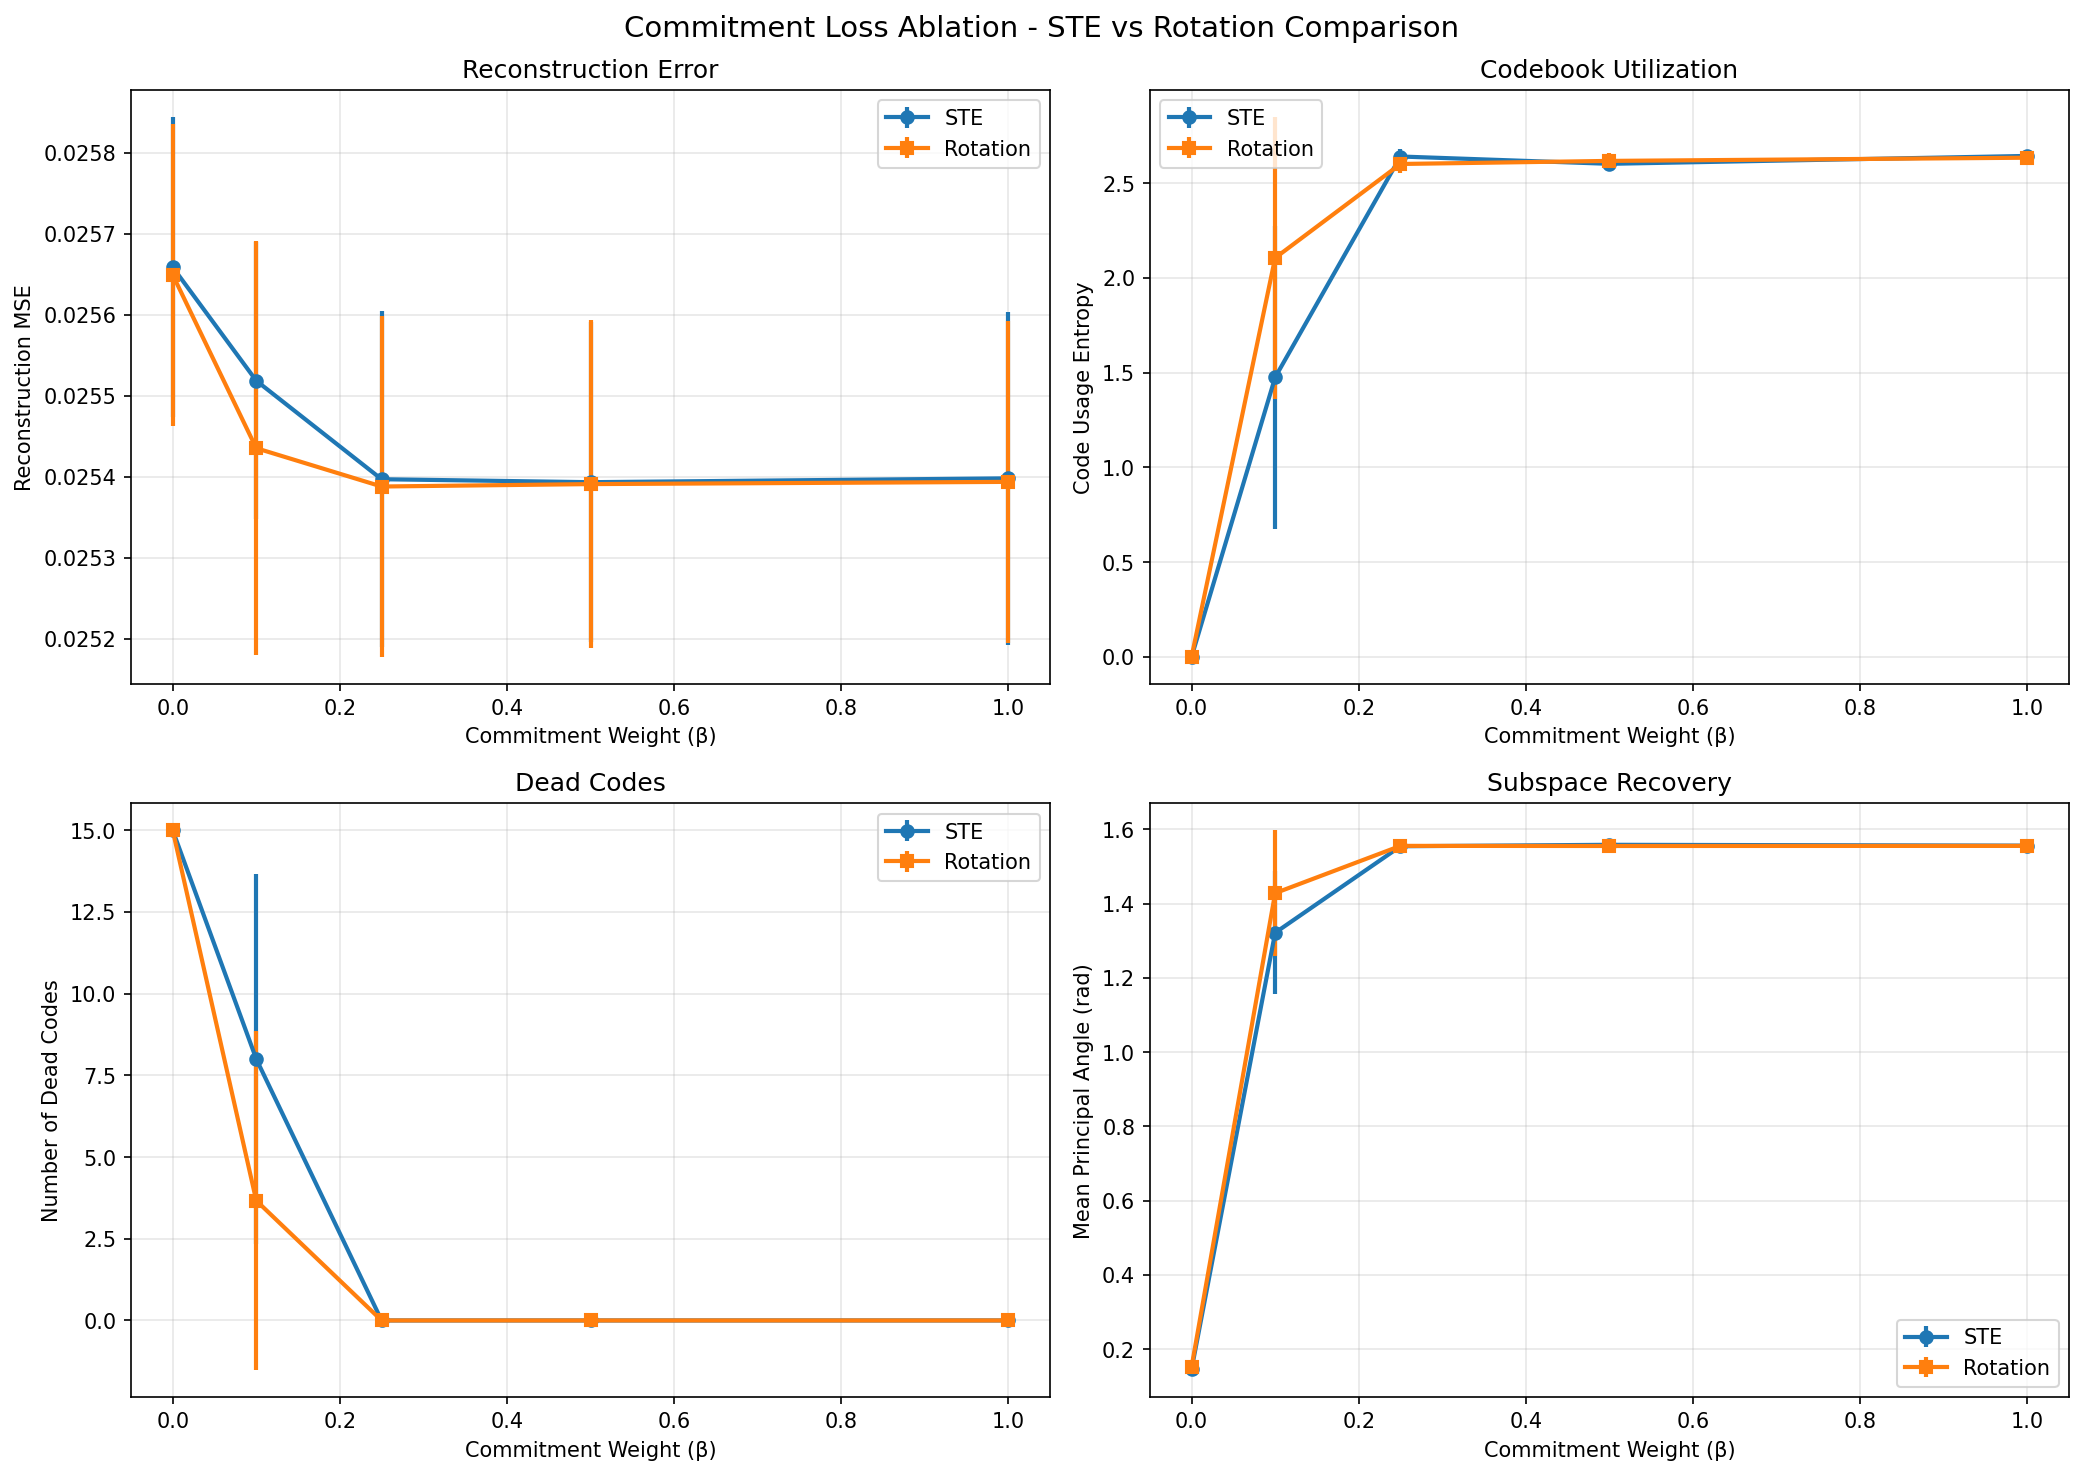 Commitment Loss Ablation - STE vs Rotation Comparison
Reconstruction Error
Reconstruction MSE
0.0258
0.0257
0.0256
0.0255
0.0254
0.0253
0.0252
STE
Rotation
0.0
0.2
0.4
0.6
0.8
1.0
Commitment Weight (β)
Codebook Utilization
Code Usage Entropy
2.5
2.0
1.5
1.0
0.5
0.0
STE
Rotation
0.0
0.2
0.4
0.6
0.8
1.0
Commitment Weight (β)
Dead Codes
Number of Dead Codes
15.0
12.5
10.0
7.5
5.0
2.5
0.0
STE
Rotation
0.0
0.2
0.4
0.6
0.8
1.0
Commitment Weight (β)
Subspace Recovery
Mean Principal Angle (rad)
1.6
1.4
1.2
1.0
0.8
0.6
0.4
0.2
STE
Rotation
0.0
0.2
0.4
0.6
0.8
1.0
Commitment Weight (β)